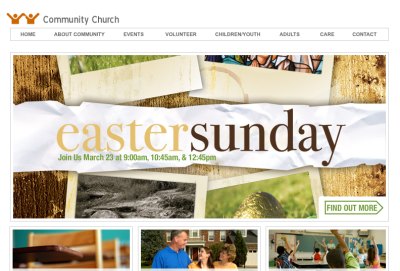 Community Church
HOME ABOUT COMMUNITY EVENTS VOLUNTEER CHILDREN/YOUTH ADULTS CARE CONTACT
eastersunday
Join Us March 23 at 9:00am, 10:45am, & 12:45pm
FIND OUT MORE